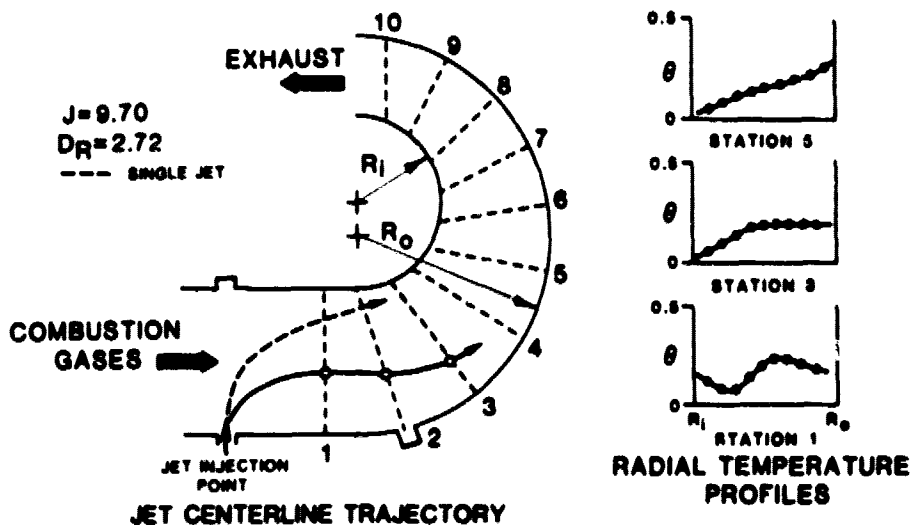 10
9
8
7
6
5
4
3
2
1
EXHAUST
J=9.70
DR=2.72
SINGLE JET
Ri
Ro
COMBUSTION
GASES
JET INJECTION
POINT
JET CENTERLINE TRAJECTORY
0.5
θ
0
STATION 5
0.5
θ
0
STATION 3
0.5
θ
0
Ri
Ro
STATION 1
RADIAL TEMPERATURE
PROFILES